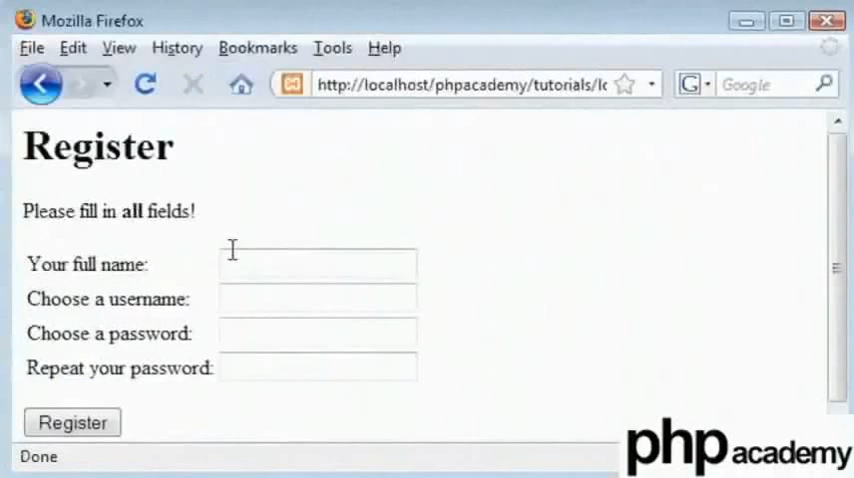 Mozilla Firefox
File Edit View History Bookmarks Tools Help
http://localhost/phpacademy/tutorials/lc
G Google
Register
Please fill in all fields!
Your full name:
Choose a username:
Choose a password:
Repeat your password:
Register
Done
php academy